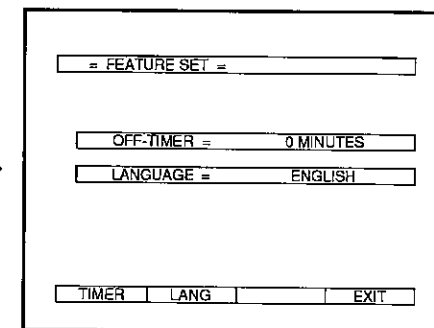 = FEATURE SET =
OFF-TIMER = 0 MINUTES
LANGUAGE = ENGLISH
TIMER LANG EXIT